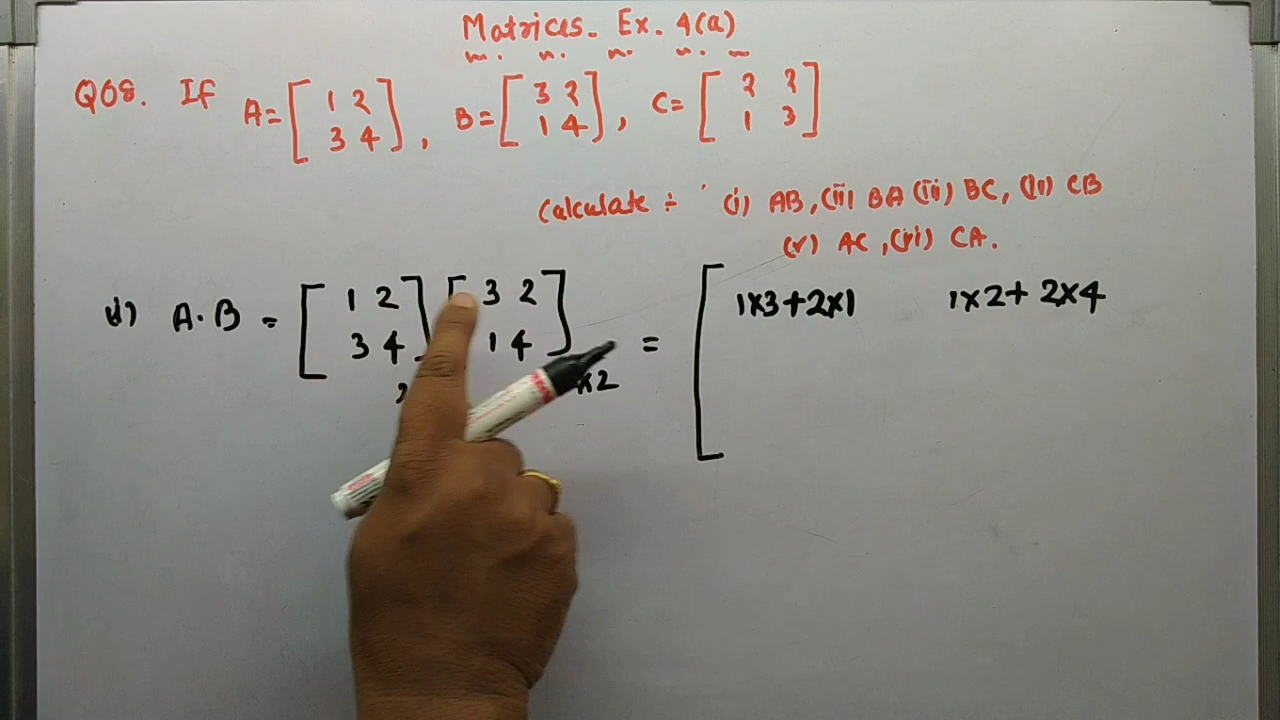 Matrices. Ex. 4(a)
Q08. If A = [ 1 2 3 4 ], B = [ 3 2 1 4 ], C = [ 2 2 1 3 ]
Calculate ÷ (i) AB, (ii) BA (iii) BC, (iv) CB
(v) AC, (vi) CA.
A·B = [ 1 2 3 4 ] [ 3 2 1 4 ] ×2 = [ 1×3+2×1 1×2+ 2×4